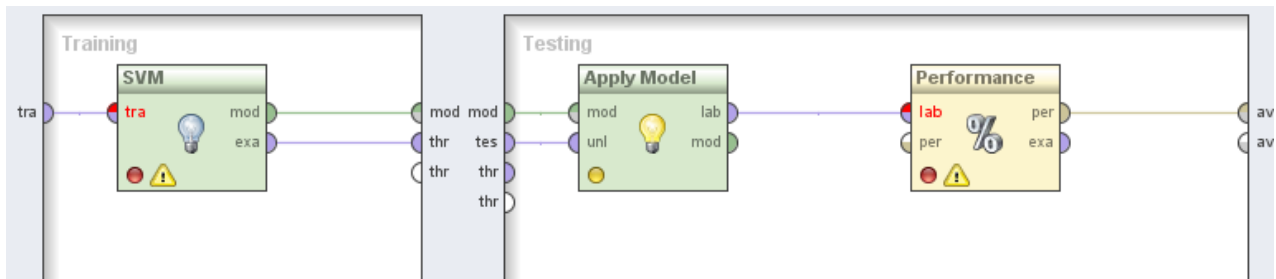 Training
Testing
SVM
Apply Model
Performance
tra
tra
mod
mod
mod
mod
lab
lab
per
av
exa
thr
tes
unl
mod
per
exa
av
thr
thr
thr